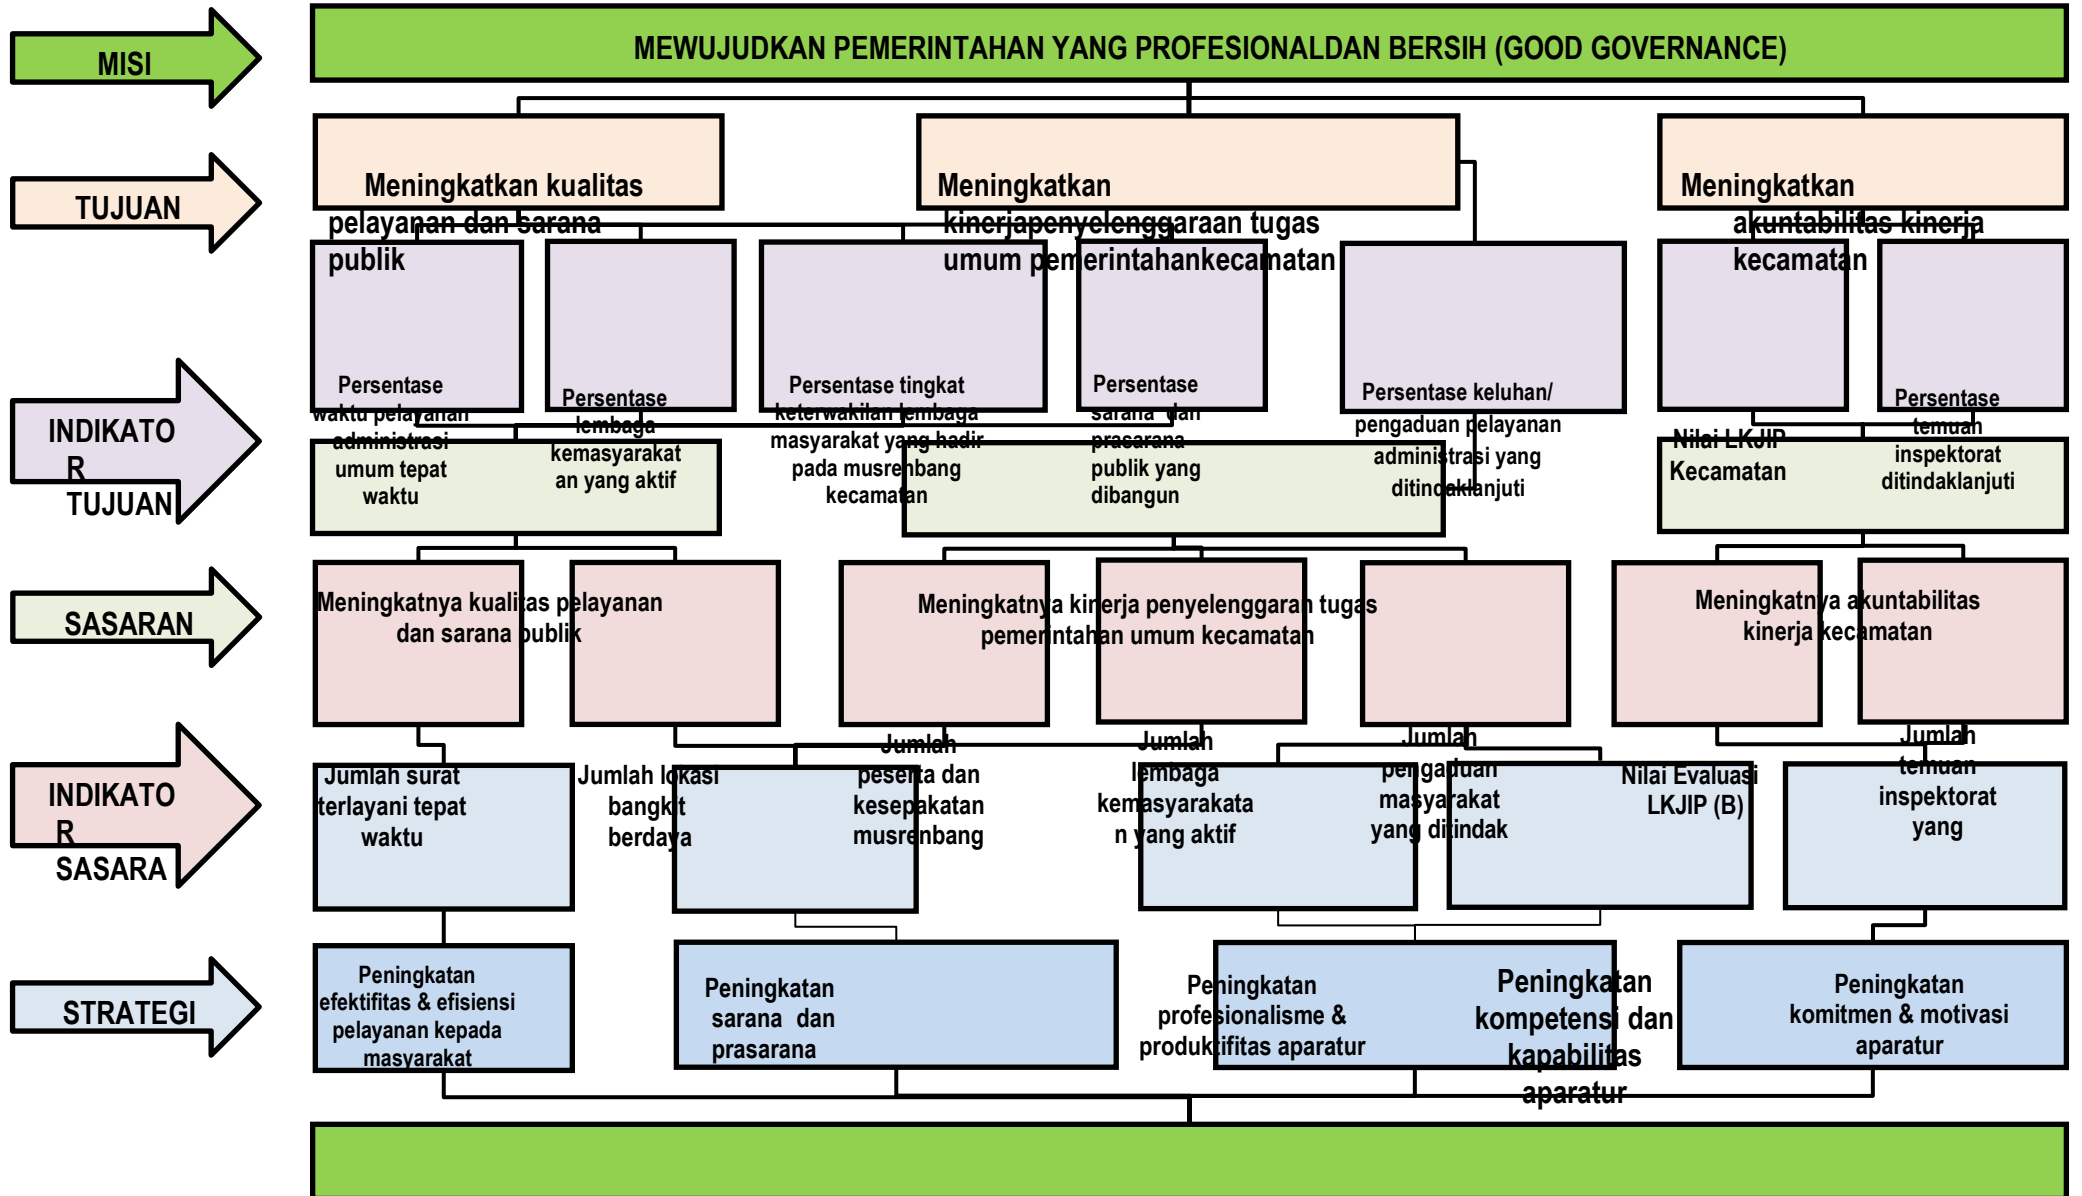 MISI
MEWUJUDKAN PEMERINTAHAN YANG PROFESIONALDAN BERSIH (GOOD GOVERNANCE)
TUJUAN
Meningkatkan kualitas
pelayanan dan sarana
publik
Meningkatkan
kinerjapenyelenggaraan tugas
umum pemerintahankecamatan
Meningkatkan
akuntabilitas kinerja
kecamatan
INDIKATO
R
TUJUAN
Persentase
waktu pelayanan
administrasi
umum tepat
waktu
Persentase
lembaga
kemasyarakat
an yang aktif
Persentase tingkat
keterwakilan lembaga
masyarakat yang hadir
pada musrenbang
kecamatan
Persentase
sarana dan
prasarana
publik yang
dibangun
Persentase keluhan/
pengaduan pelayanan
administrasi yang
ditindaklanjuti
Nilai LKJIP
Kecamatan
Persentase
temuan
inspektorat
ditindaklanjuti
SASARAN
Meningkatnya kualitas pelayanan
dan sarana publik
Meningkatnya kinerja penyelenggaran tugas
pemerintahan umum kecamatan
Meningkatnya akuntabilitas
kinerja kecamatan
INDIKATO
R
SASARA
Jumlah surat
terlayani tepat
waktu
Jumlah lokasi
bangkit
berdaya
Jumlah
peserta dan
kesepakatan
musrenbang
Jumlah
lembaga
kemasyarakata
n yang aktif
Jumlah
pengaduan
masyarakat
yang ditindak
Nilai Evaluasi
LKJIP (B)
Jumlah
temuan
inspektorat
yang
STRATEGI
Peningkatan
efektifitas & efisiensi
pelayanan kepada
masyarakat
Peningkatan
sarana dan
prasarana
Peningkatan
profesionalisme &
produktifitas aparatur
Peningkatan
kompetensi dan
kapabilitas
aparatur
Peningkatan
komitmen & motivasi
aparatur